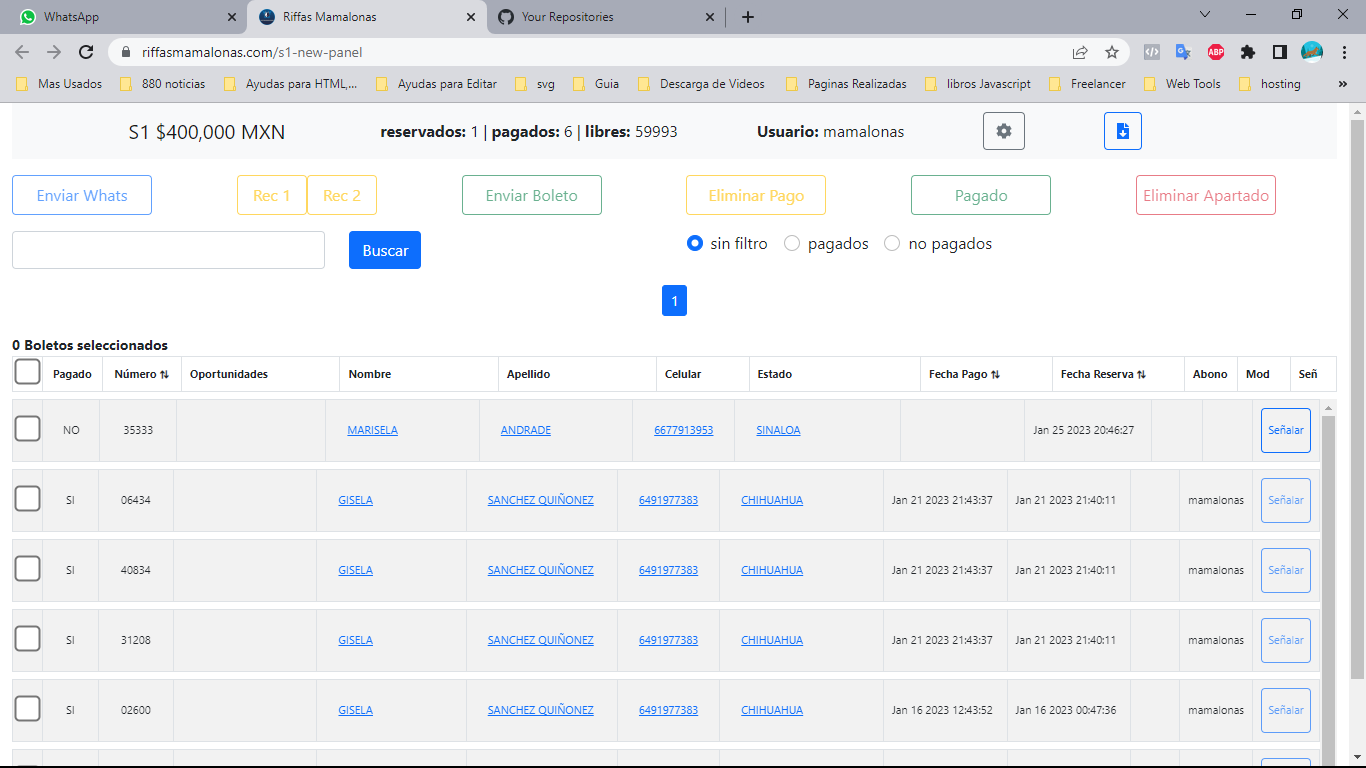 WhatsApp
Riffas Mamalonas
Your Repositories
riffasmamalonas.com/s1-new-panel
ABP
Mas Usados 880 noticias Ayudas para HTML,... Ayudas para Editar svg Guia Descarga de Videos Paginas Realizadas libros Javascript Freelancer Web Tools hosting »
S1 $400,000 MXN reservados: 1 | pagados: 6 | libres: 59993 Usuario: mamalonas
Enviar Whats Rec 1 Rec 2 Enviar Boleto Eliminar Pago Pagado Eliminar Apartado
Buscar sin filtro pagados no pagados
1
0 Boletos seleccionados
Pagado Número ⇅ Oportunidades Nombre Apellido Celular Estado Fecha Pago ⇅ Fecha Reserva ⇅ Abono Mod Señ
NO 35333 MARISELA ANDRADE 6677913953 SINALOA Jan 25 2023 20:46:27 Señalar
SI 06434 GISELA SANCHEZ QUIÑONEZ 6491977383 CHIHUAHUA Jan 21 2023 21:43:37 Jan 21 2023 21:40:11 mamalonas Señalar
SI 40834 GISELA SANCHEZ QUIÑONEZ 6491977383 CHIHUAHUA Jan 21 2023 21:43:37 Jan 21 2023 21:40:11 mamalonas Señalar
SI 31208 GISELA SANCHEZ QUIÑONEZ 6491977383 CHIHUAHUA Jan 21 2023 21:43:37 Jan 21 2023 21:40:11 mamalonas Señalar
SI 02600 GISELA SANCHEZ QUIÑONEZ 6491977383 CHIHUAHUA Jan 16 2023 12:43:52 Jan 16 2023 00:47:36 mamalonas Señalar